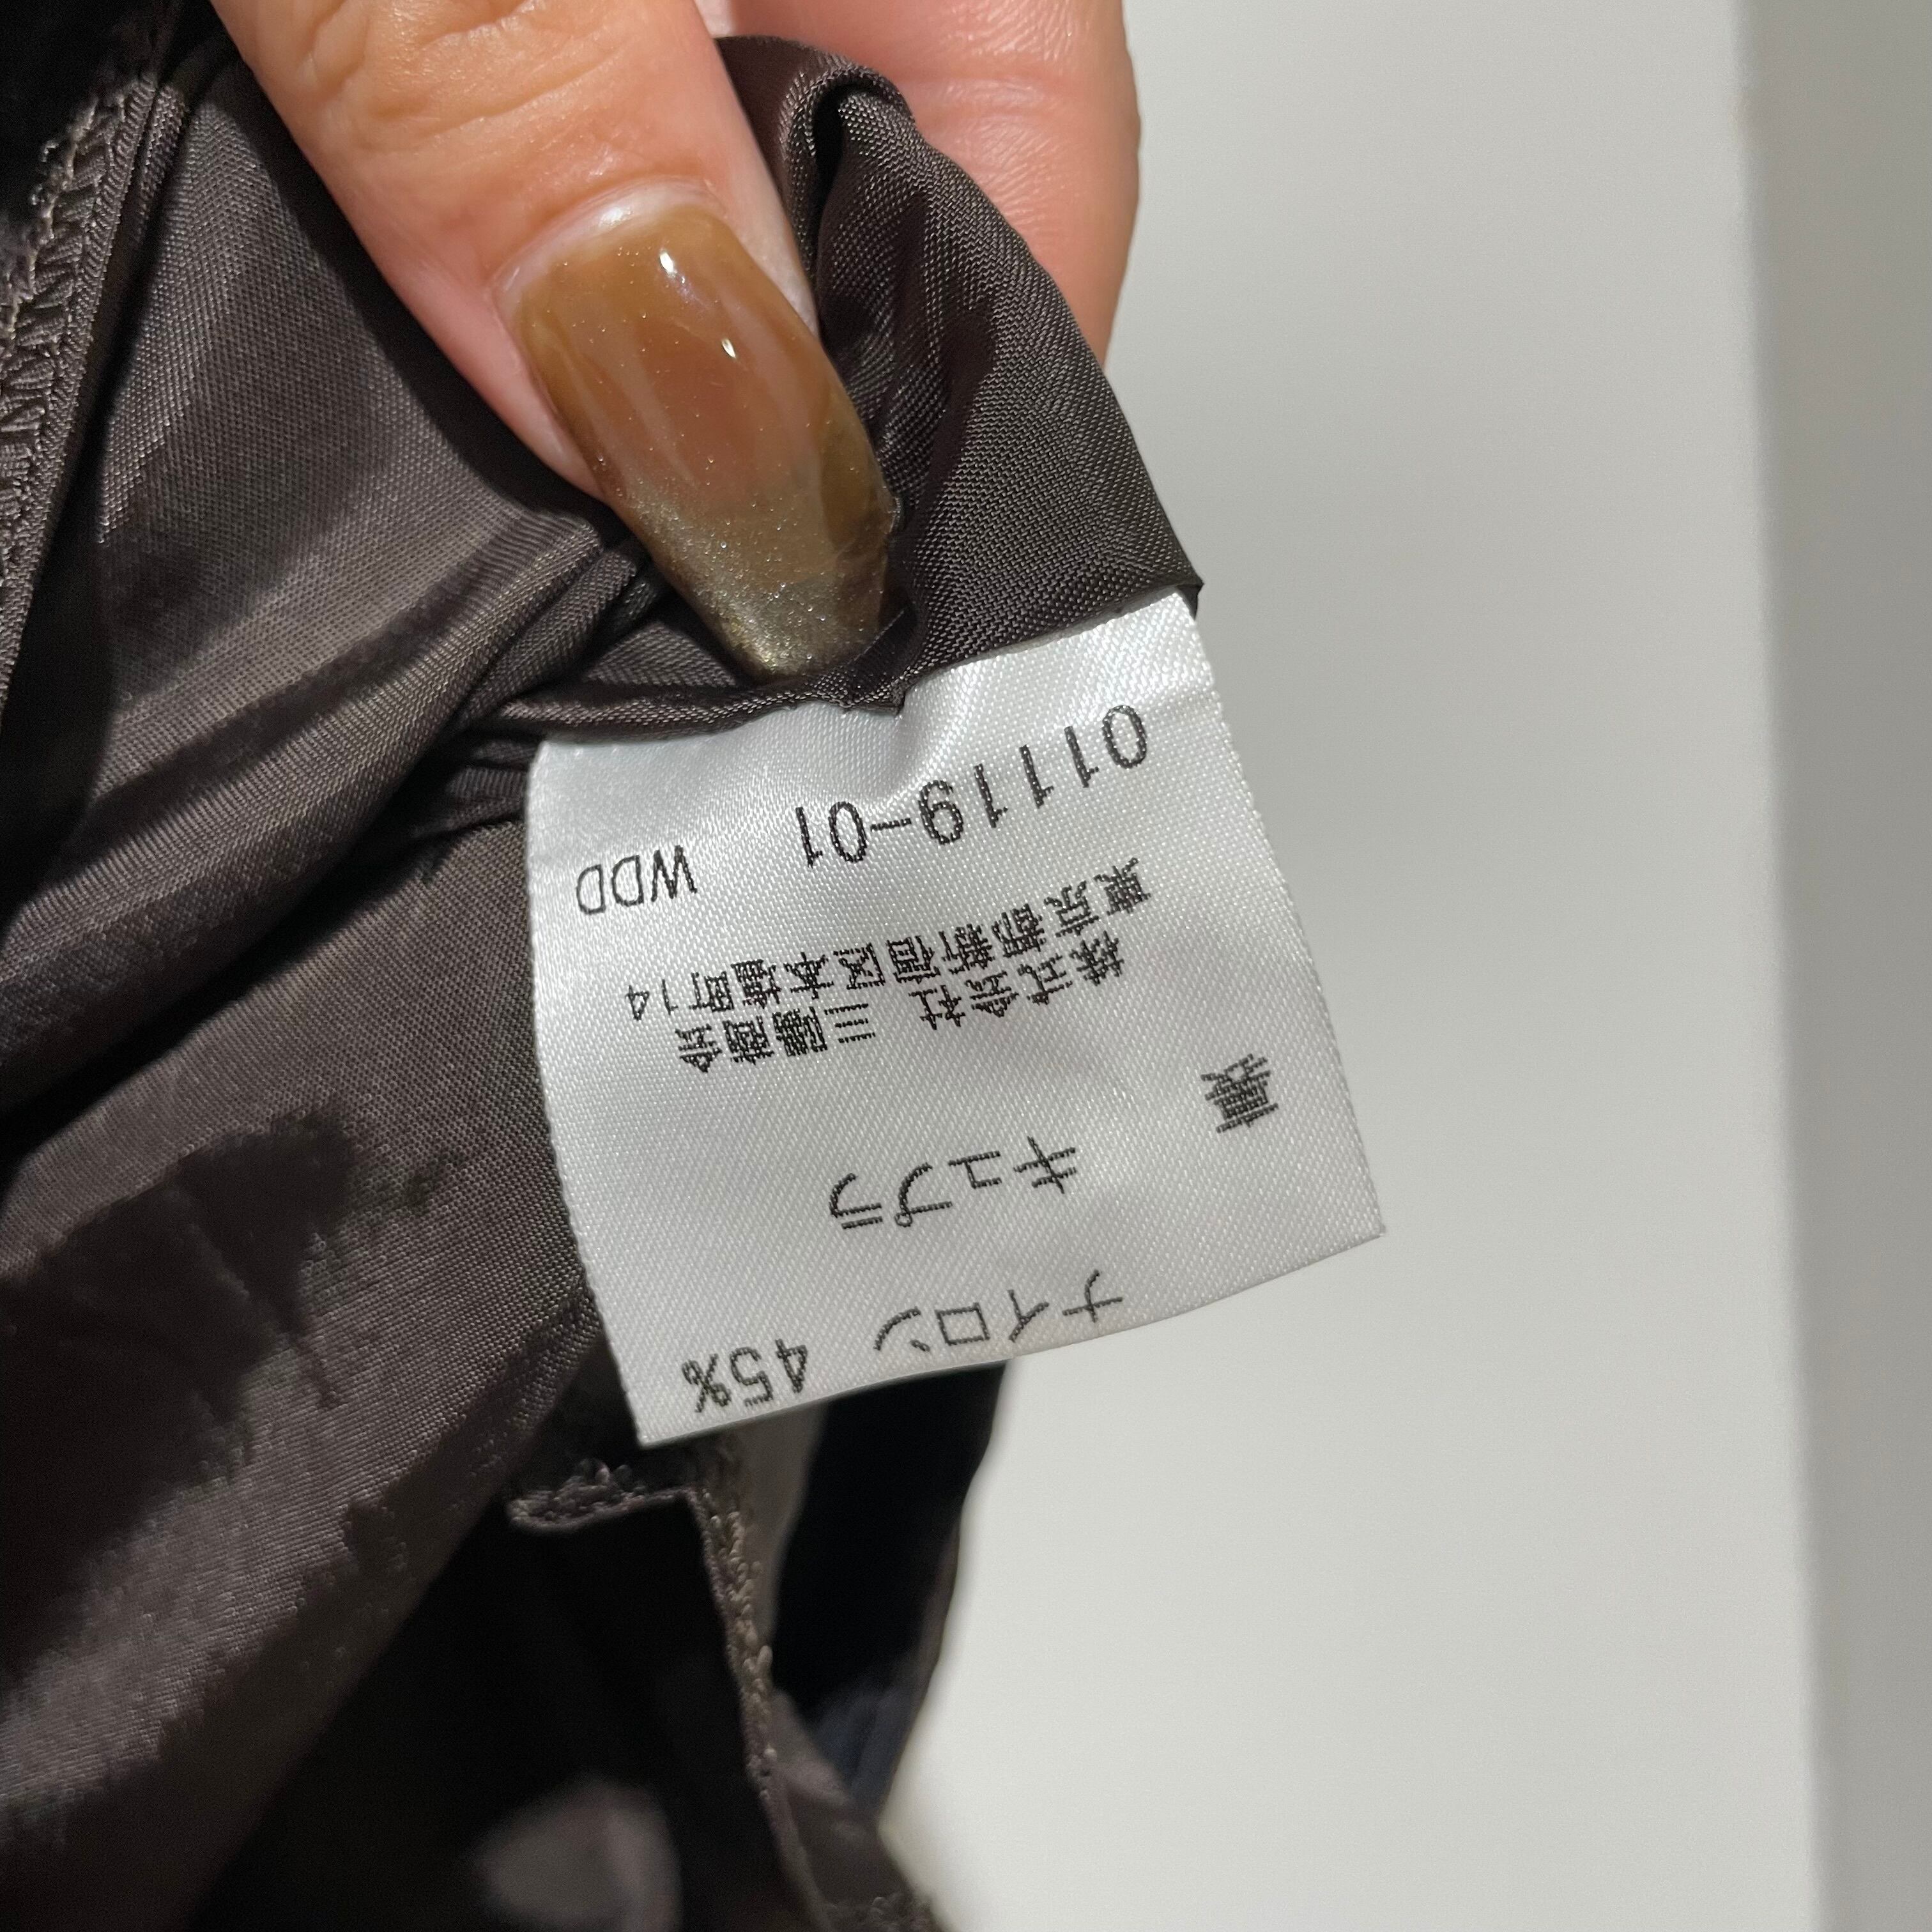 ナイロン 45%
裏 キュプラ
株式会社 三陽商会
東京都新宿区本塩町14
01119-01 WDD